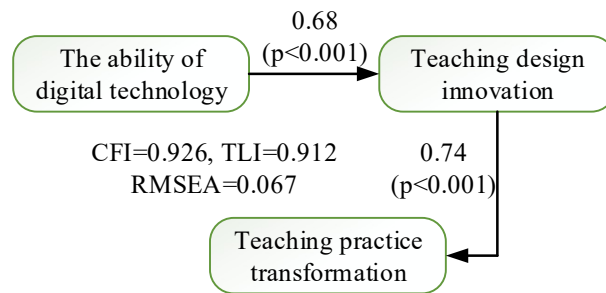 0.68
(p<0.001)
The ability of
digital technology
Teaching design
innovation
CFI=0.926, TLI=0.912
RMSEA=0.067
0.74
(p<0.001)
Teaching practice
transformation